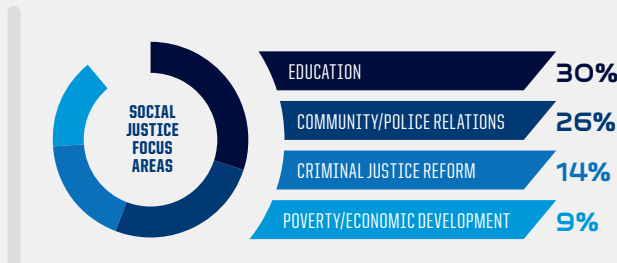 SOCIAL
JUSTICE
FOCUS
AREAS
EDUCATION 30%
COMMUNITY/POLICE RELATIONS 26%
CRIMINAL JUSTICE REFORM 14%
POVERTY/ECONOMIC DEVELOPMENT 9%